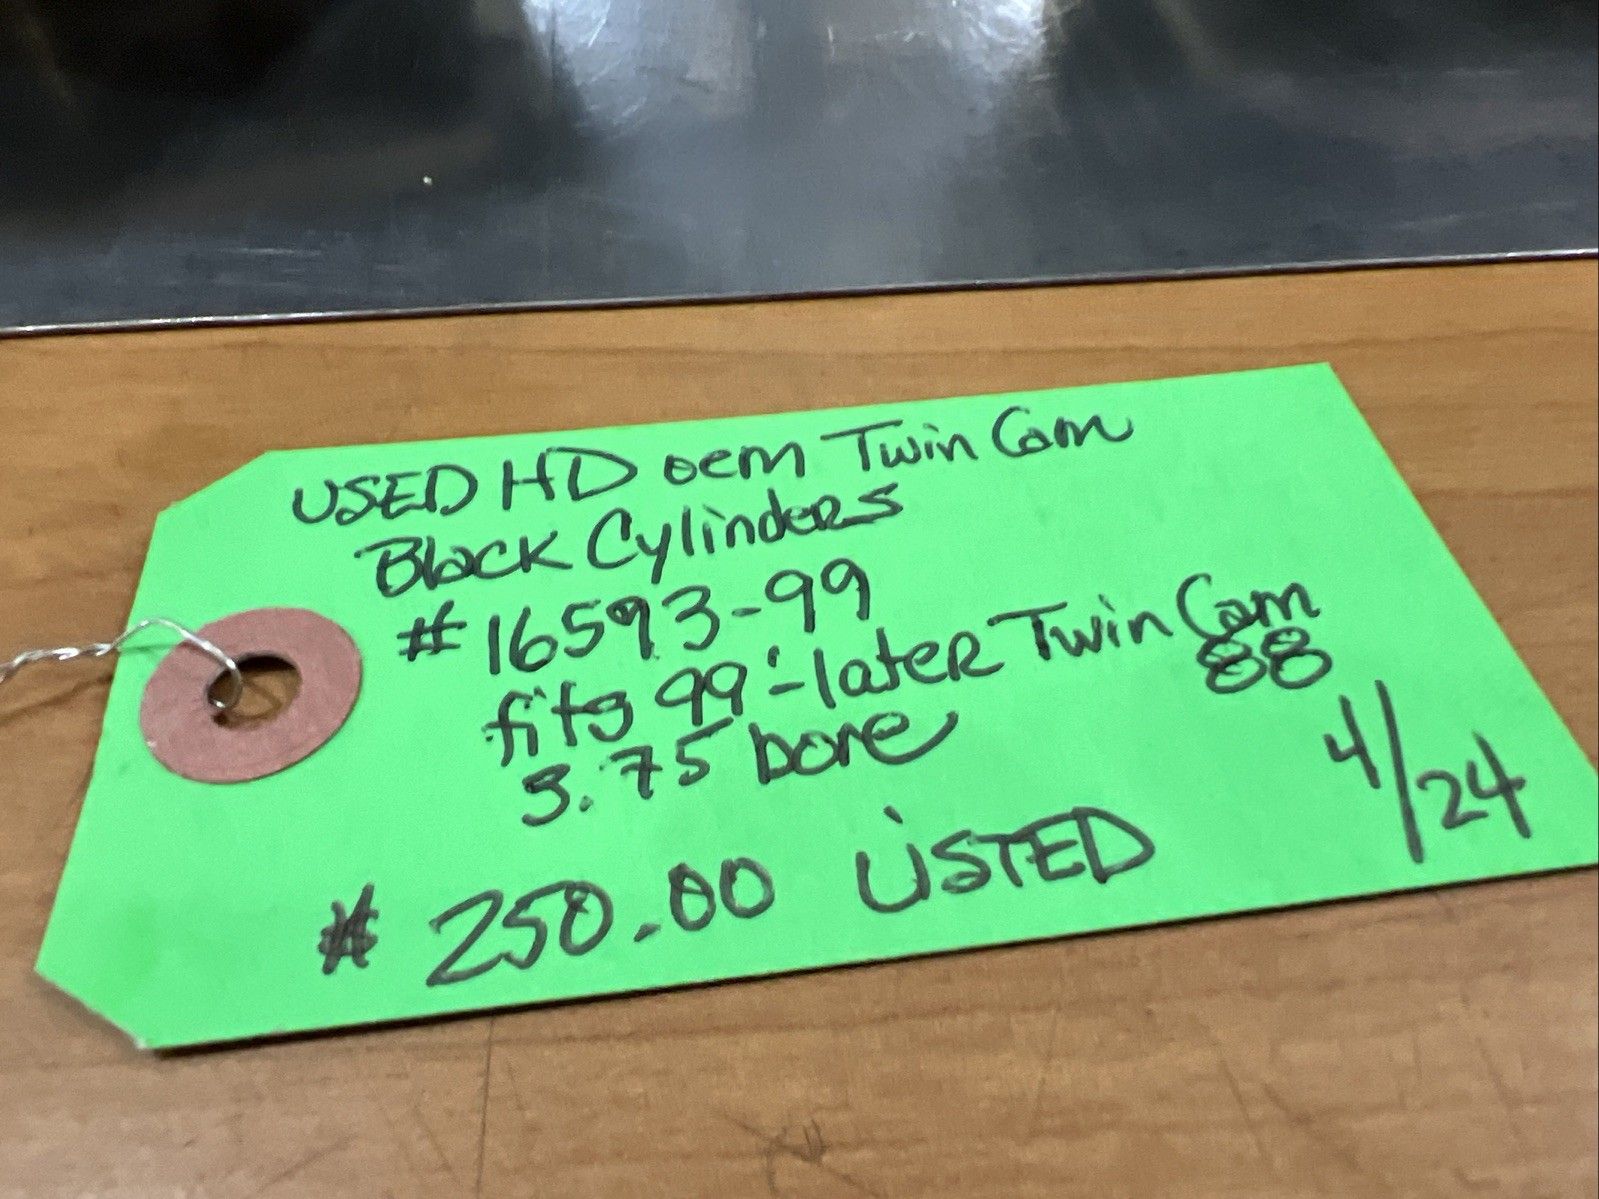 USED HD oem Twin Cam
Black Cylinders
#16593-99
fits 99'-later Twin Cam
88
3.75 bore
4/24
# 250.00 LISTED